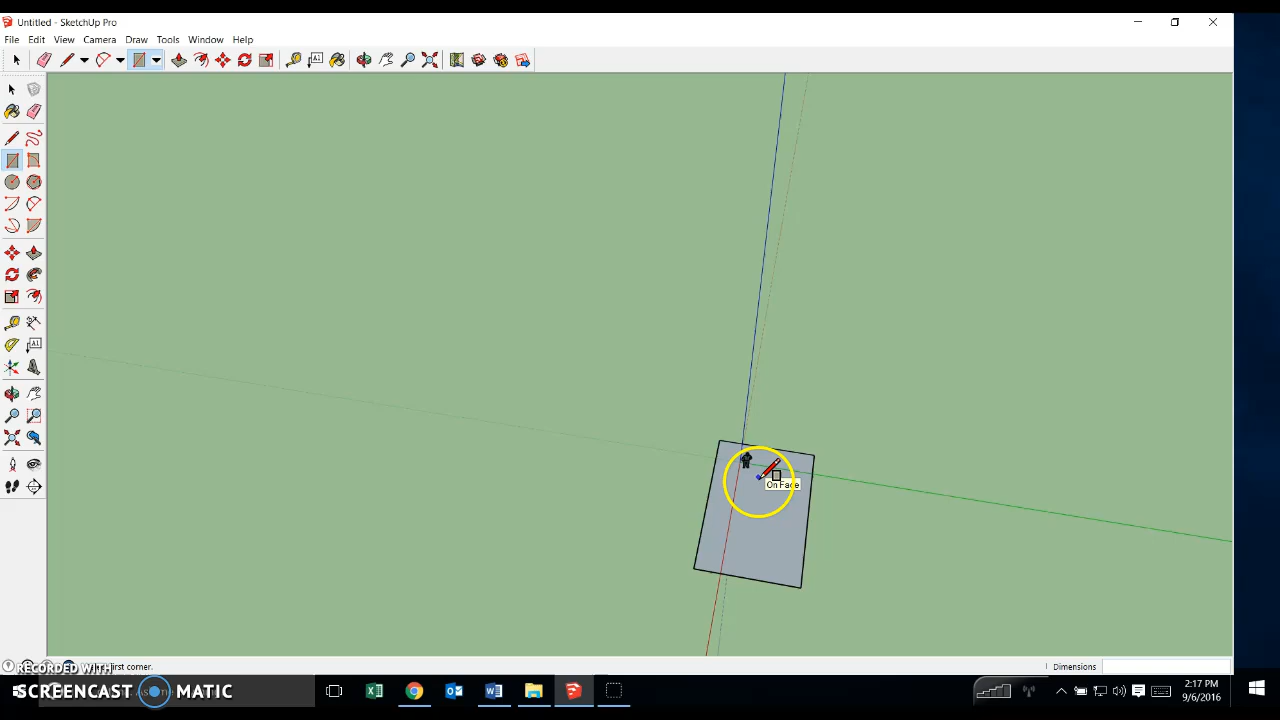 Untitled - SketchUp Pro
File Edit View Camera Draw Tools Window Help
On Face
first corner.
Dimensions
RECORDED WITH
SCREENCAST MATIC
2:17 PM
9/6/2016